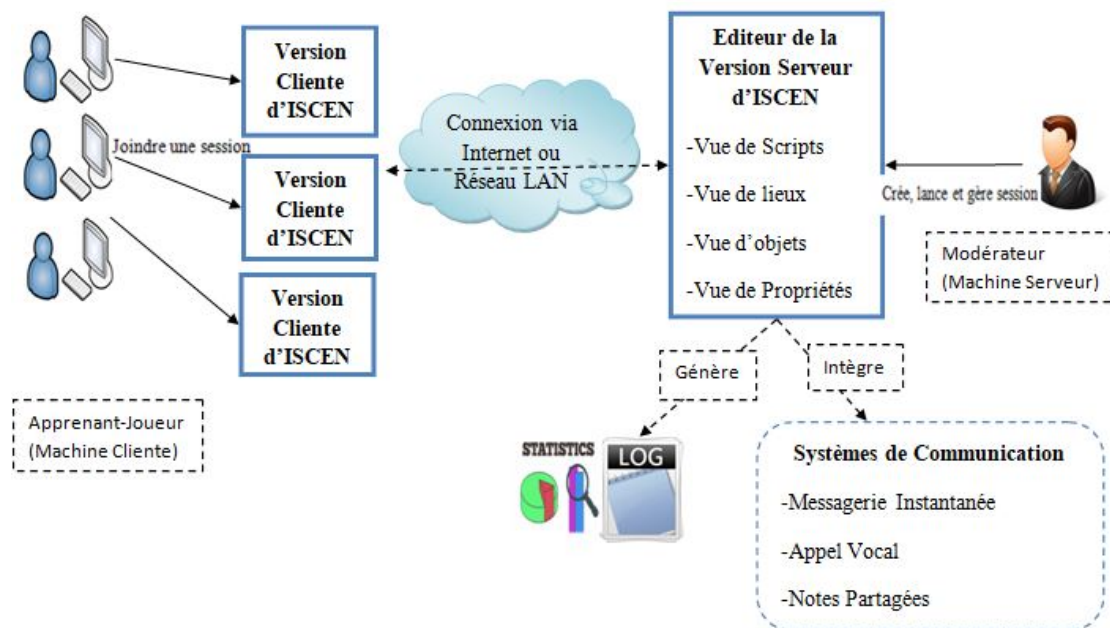 Version
Cliente
d'ISCEN
Joindre une session
Version
Cliente
d'ISCEN
Version
Cliente
d'ISCEN
Apprenant-Joueur
(Machine Cliente)
Connexion via
Internet ou
Réseau LAN
Editeur de la
Version Serveur
d'ISCEN
-Vue de Scripts
-Vue de lieux
-Vue d'objets
-Vue de Propriétés
Crée, lance et gère session
Modérateur
(Machine Serveur)
Génère
Intègre
STATISTICS
LOG
Systèmes de Communication
-Messagerie Instantanée
-Appel Vocal
-Notes Partagées